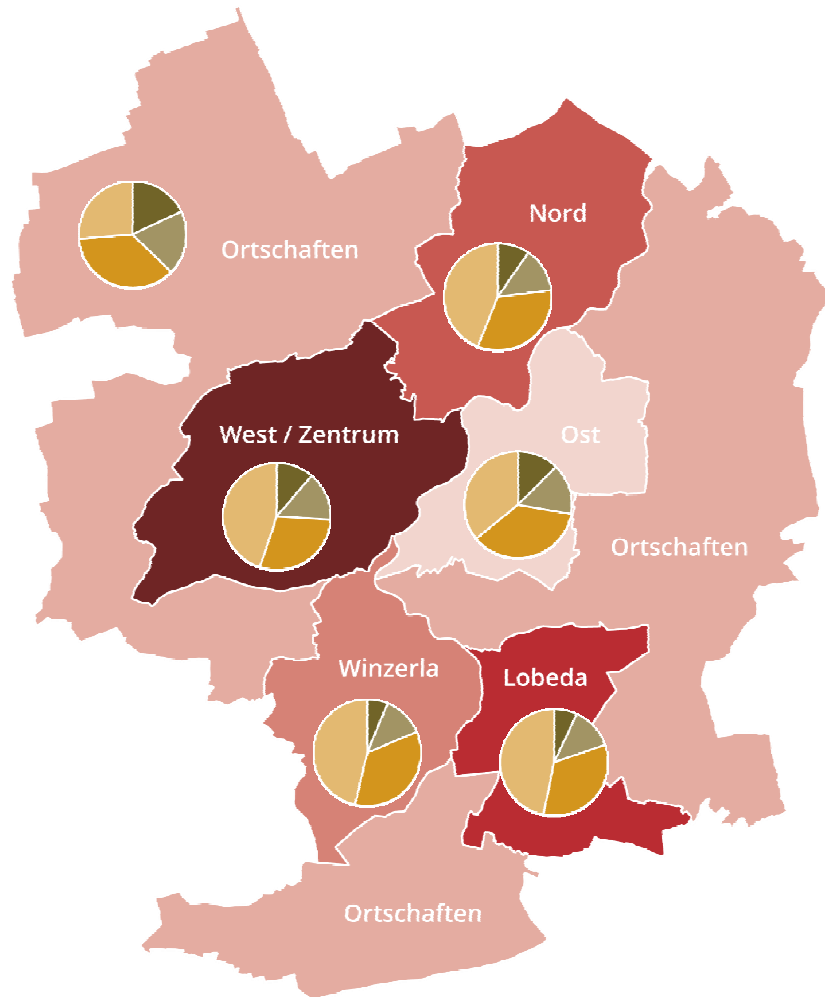 Nord
Ortschaften
West / Zentrum
Ost
Ortschaften
Winzerla
Lobeda
Ortschaften